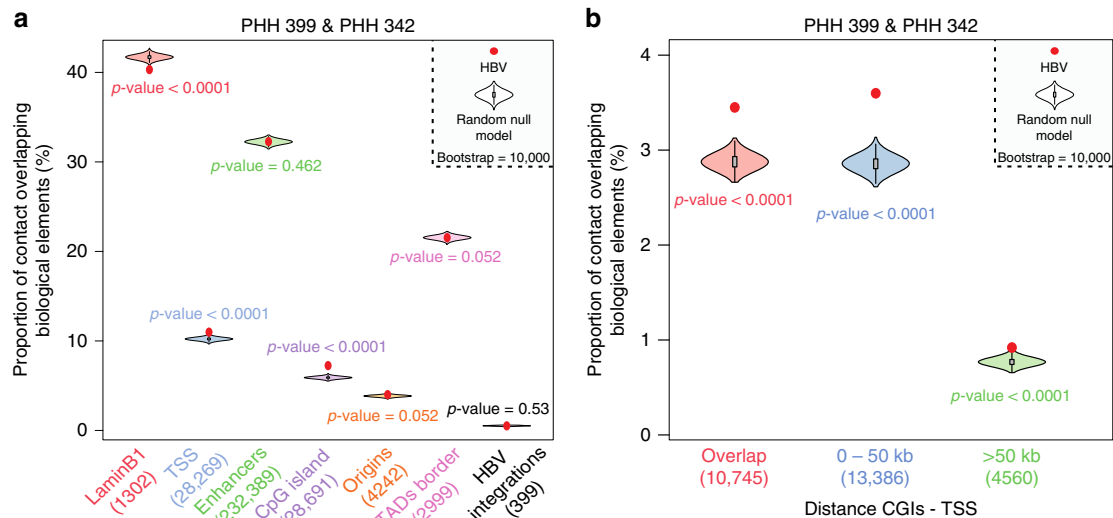 a
PHH 399 & PHH 342
Proportion of contact overlapping
biological elements (%)
40
30
20
10
0
HBV
Random null
model
Bootstrap = 10,000
p-value < 0.0001
p-value = 0.462
p-value = 0.052
p-value < 0.0001
p-value < 0.0001
p-value = 0.052
p-value = 0.53
LaminB1
(1302)
TSS
(28,269)
Enhancers
(232,389)
CpG island
(28,691)
Origins
(4242)
TADs border
(2999)
HBV
integrations
(399)
b
PHH 399 & PHH 342
Proportion of contact overlapping
biological elements (%)
4
3
2
1
0
HBV
Random null
model
Bootstrap = 10,000
p-value < 0.0001
p-value < 0.0001
p-value < 0.0001
Overlap
(10,745)
0 – 50 kb
(13,386)
>50 kb
(4560)
Distance CGIs - TSS